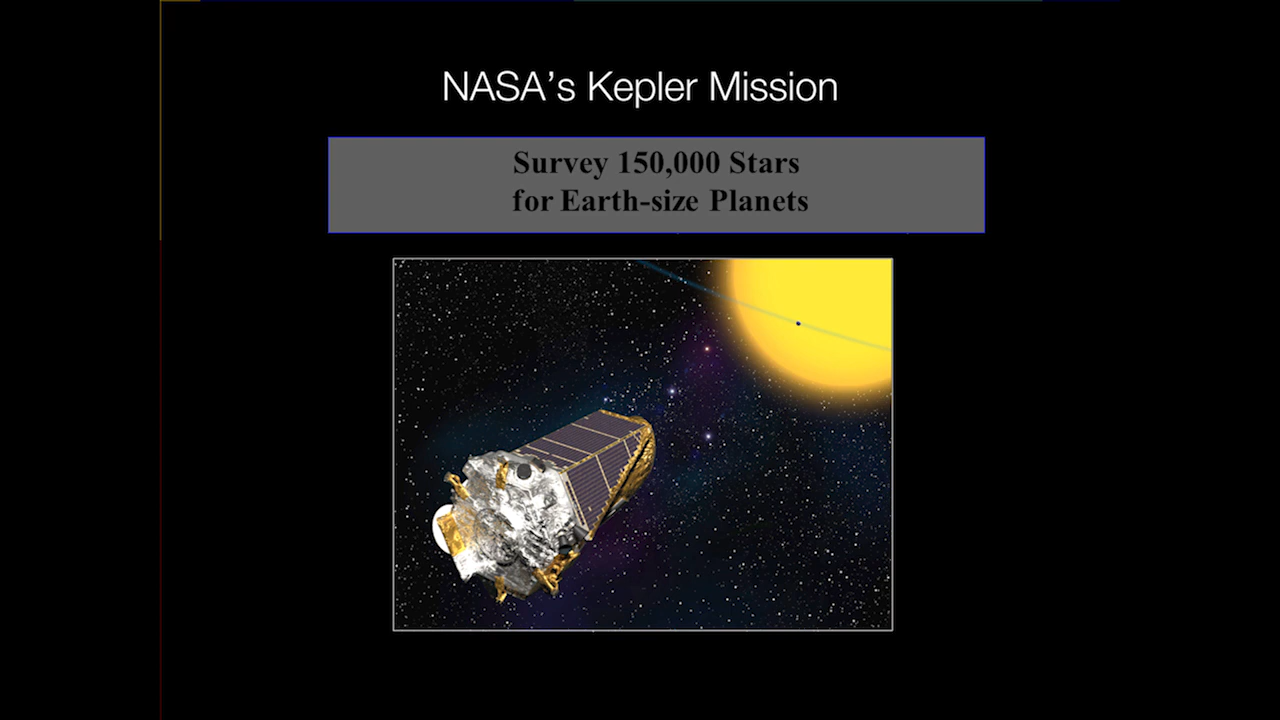 NASA’s Kepler Mission
Survey 150,000 Stars
for Earth-size Planets